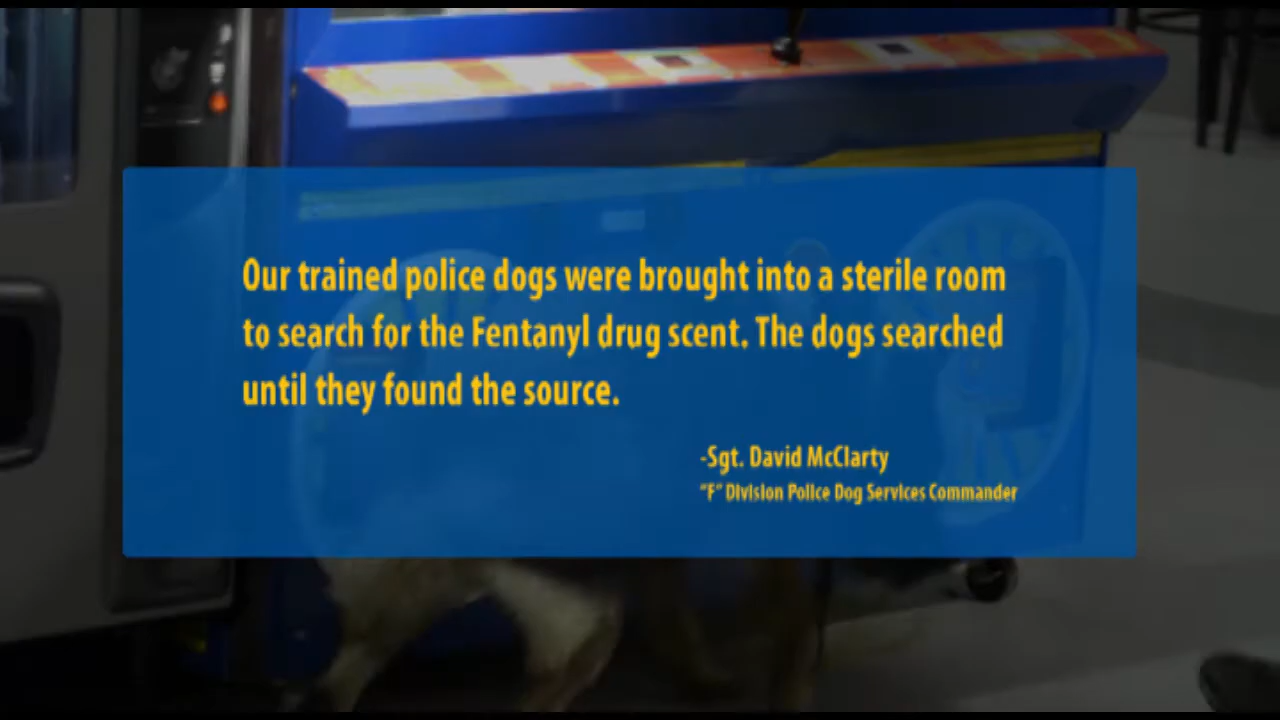 Our trained police dogs were brought into a sterile room
to search for the Fentanyl drug scent. The dogs searched
until they found the source.
-Sgt. David McClarty
"F" Division Police Dog Services Commander